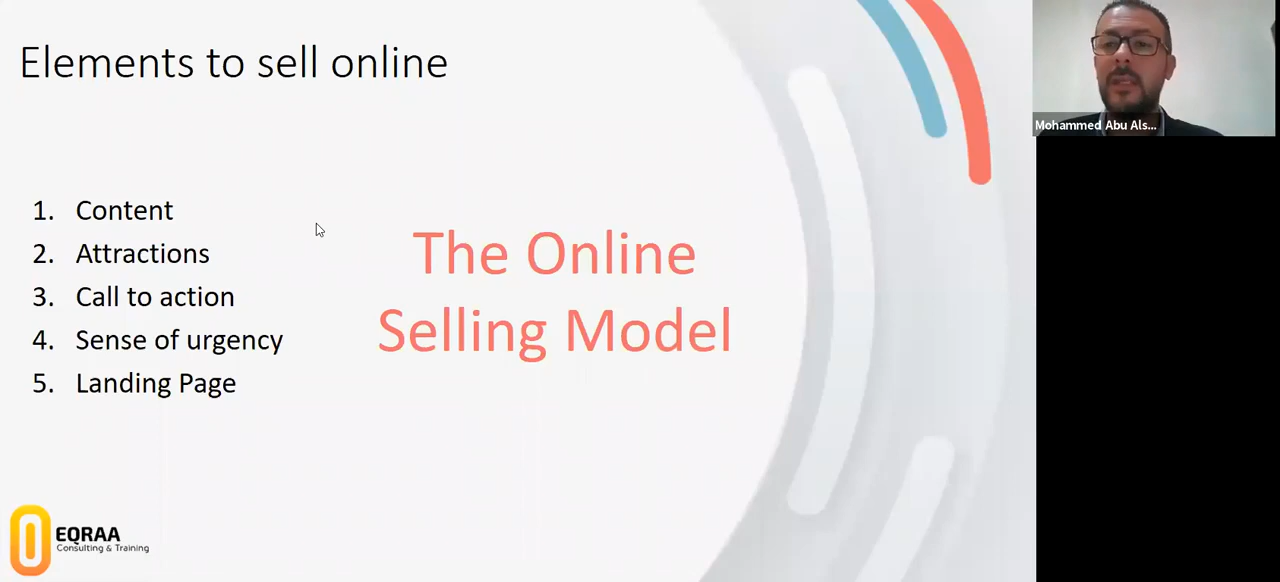 Elements to sell online
1. Content
2. Attractions
3. Call to action
4. Sense of urgency
5. Landing Page
The Online
Selling Model
EQRAA
Consulting & Training
Mohammed Abu Als...